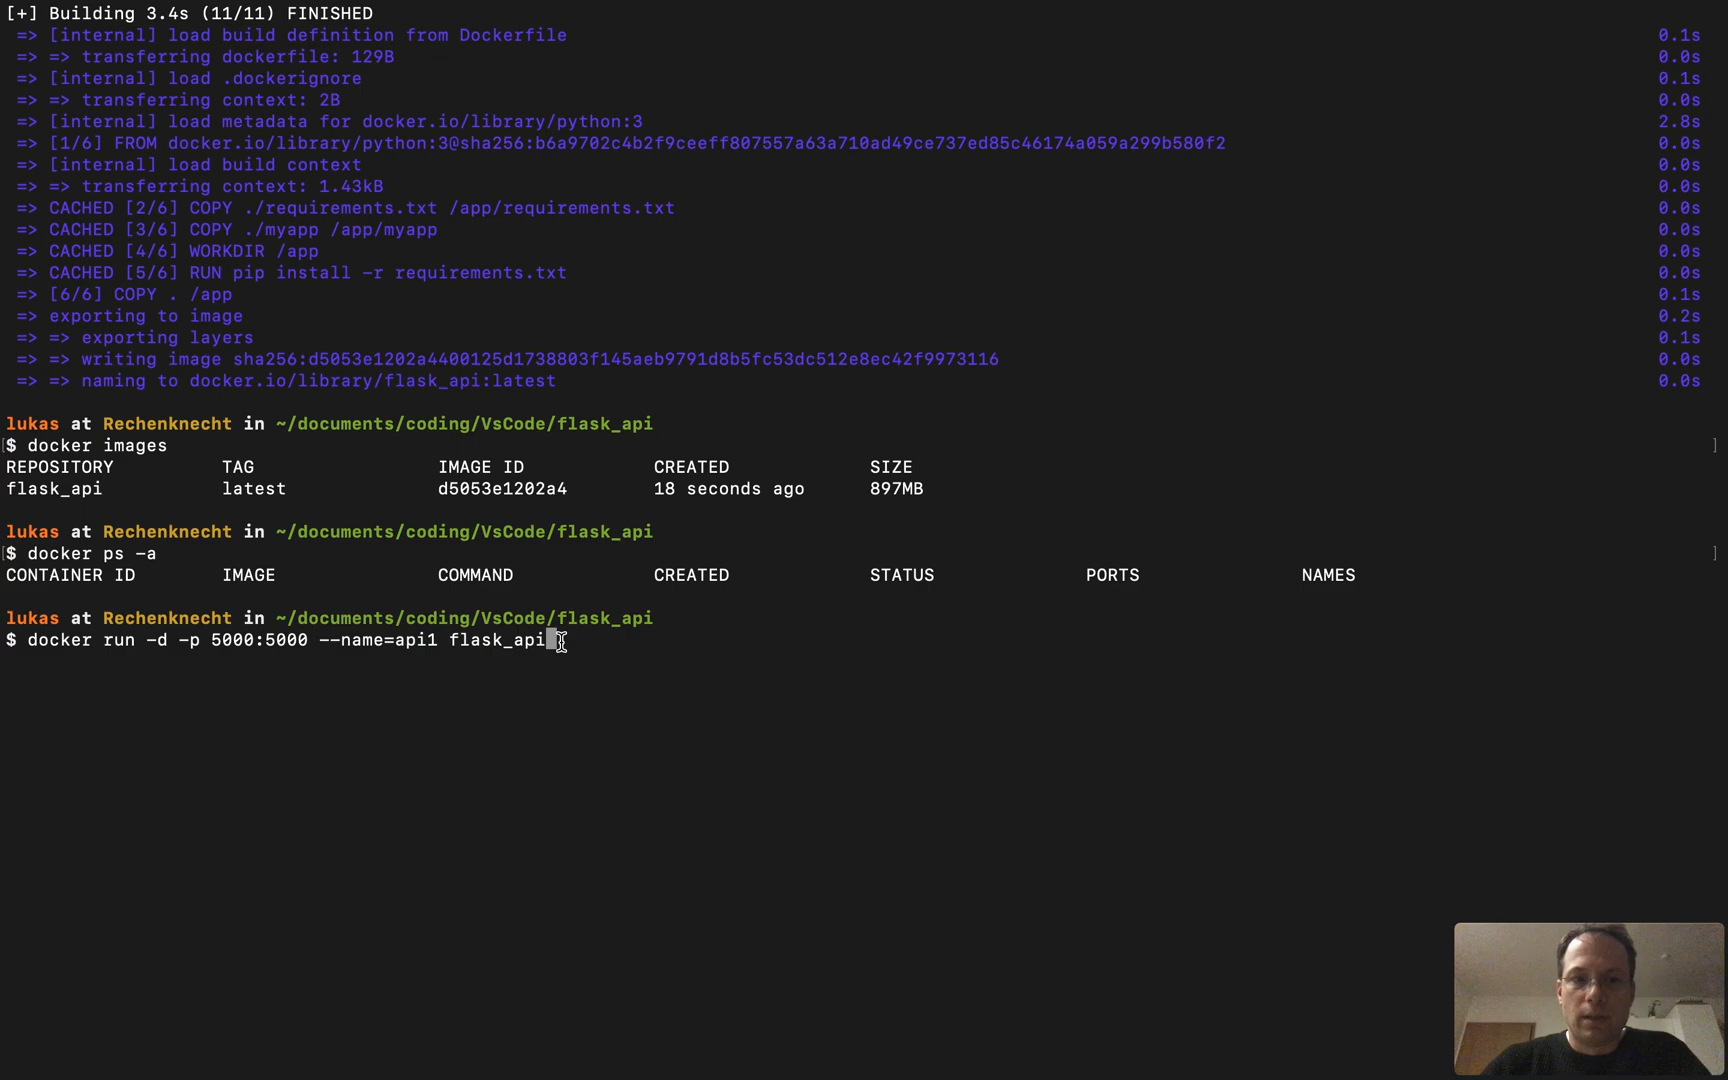 [+] Building 3.4s (11/11) FINISHED
=> [internal] load build definition from Dockerfile 0.1s
=> => transferring dockerfile: 129B 0.0s
=> [internal] load .dockerignore 0.1s
=> => transferring context: 2B 0.0s
=> [internal] load metadata for docker.io/library/python:3 2.8s
=> [1/6] FROM docker.io/library/python:3@sha256:b6a9702c4b2f9ceeff807557a63a710ad49ce737ed85c46174a059a299b580f2 0.0s
=> [internal] load build context 0.0s
=> => transferring context: 1.43kB 0.0s
=> CACHED [2/6] COPY ./requirements.txt /app/requirements.txt 0.0s
=> CACHED [3/6] COPY ./myapp /app/myapp 0.0s
=> CACHED [4/6] WORKDIR /app 0.0s
=> CACHED [5/6] RUN pip install -r requirements.txt 0.0s
=> [6/6] COPY . /app 0.1s
=> exporting to image 0.2s
=> => exporting layers 0.1s
=> => writing image sha256:d5053e1202a4400125d1738803f145aeb9791d8b5fc53dc512e8ec42f9973116 0.0s
=> => naming to docker.io/library/flask_api:latest 0.0s
lukas at Rechenknecht in ~/documents/coding/VsCode/flask_api
[$ docker images ]
REPOSITORY TAG IMAGE ID CREATED SIZE
flask_api latest d5053e1202a4 18 seconds ago 897MB
lukas at Rechenknecht in ~/documents/coding/VsCode/flask_api
[$ docker ps -a ]
CONTAINER ID IMAGE COMMAND CREATED STATUS PORTS NAMES
lukas at Rechenknecht in ~/documents/coding/VsCode/flask_api
$ docker run -d -p 5000:5000 --name=api1 flask_api